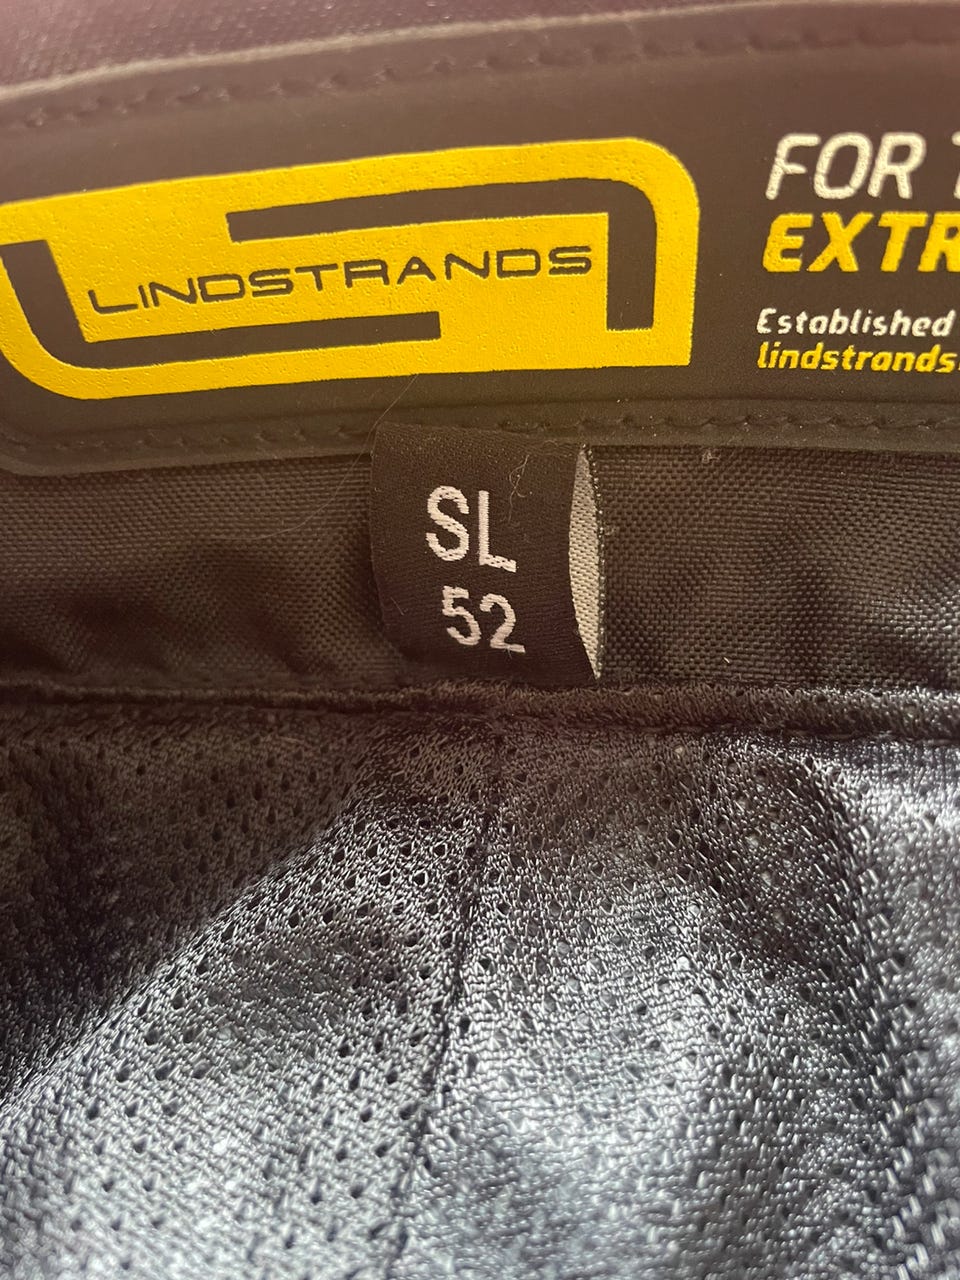 LINDSTRANDS
FOR
EXTR
Established
lindstrands.
SL
52